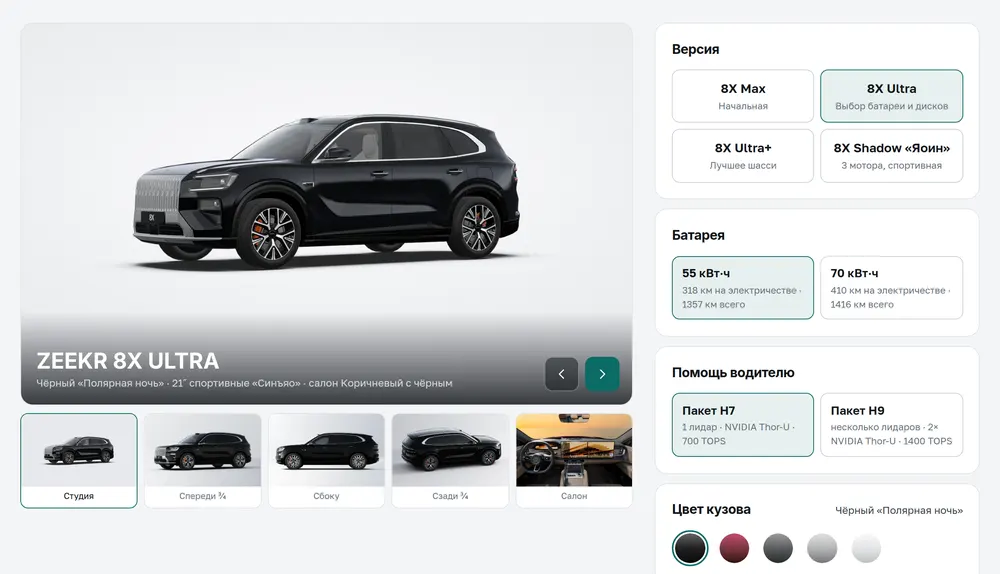 8X
ZEEKR 8X ULTRA
Чёрный «Полярная ночь» · 21″ спортивные «Синъяо» · салон Коричневый с чёрным
Студия
Спереди ¾
Сбоку
Сзади ¾
Салон
Версия
8X Max
Начальная
8X Ultra
Выбор батареи и дисков
8X Ultra+
Лучшее шасси
8X Shadow «Яоин»
3 мотора, спортивная
Батарея
55 кВт·ч
318 км на электричестве ·
1357 км всего
70 кВт·ч
410 км на электричестве ·
1416 км всего
Помощь водителю
Пакет H7
1 лидар · NVIDIA Thor-U ·
700 TOPS
Пакет H9
несколько лидаров · 2×
NVIDIA Thor-U · 1400 TOPS
Цвет кузова
Чёрный «Полярная ночь»